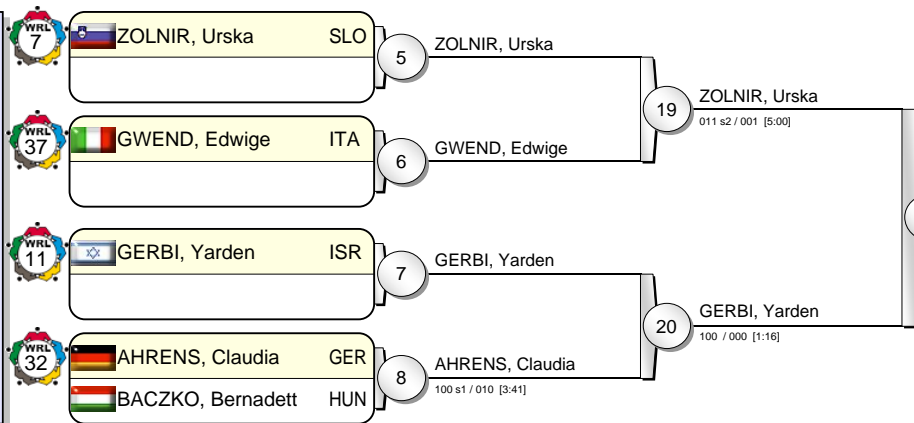 WRL
7
ZOLNIR, Urska SLO
5
ZOLNIR, Urska
19
ZOLNIR, Urska
011 s2 / 001 [5:00]
WRL
37
GWEND, Edwige ITA
6
GWEND, Edwige
WRL
11
GERBI, Yarden ISR
7
GERBI, Yarden
20
GERBI, Yarden
100 / 000 [1:16]
WRL
32
AHRENS, Claudia GER
BACZKO, Bernadett HUN
8
AHRENS, Claudia
100 s1 / 010 [3:41]